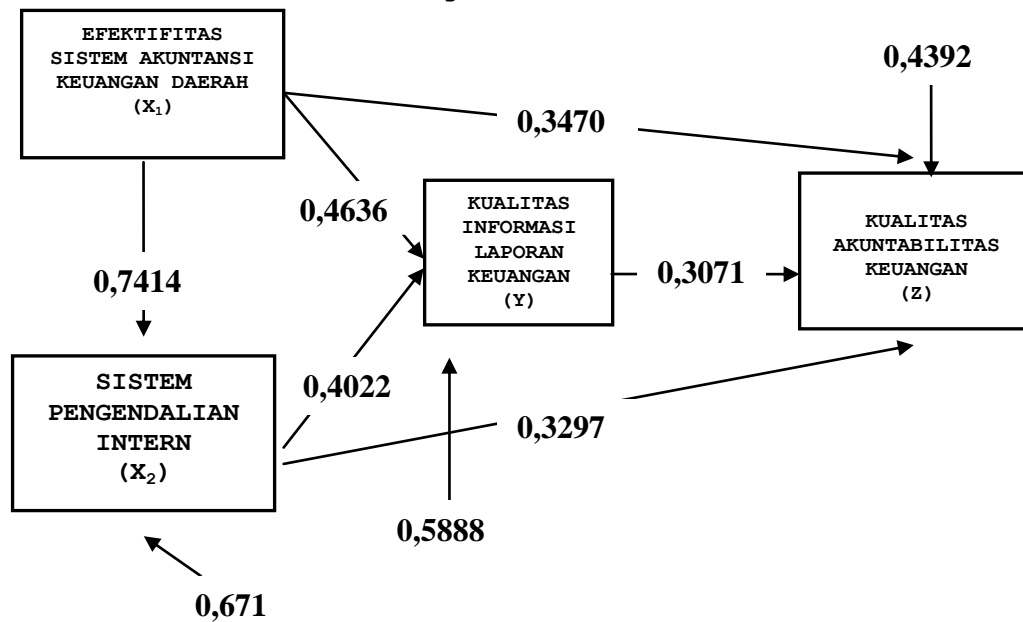 EFEKTIFITAS
SISTEM AKUNTANSI
KEUANGAN DAERAH
(X₁)
0,4392
0,3470
0,4636
KUALITAS
INFORMASI
LAPORAN
KEUANGAN
(Y)
KUALITAS
AKUNTABILITAS
KEUANGAN
(Z)
0,7414
0,3071
SISTEM
PENGENDALIAN
INTERN
(X₂)
0,4022
0,3297
0,5888
0,671